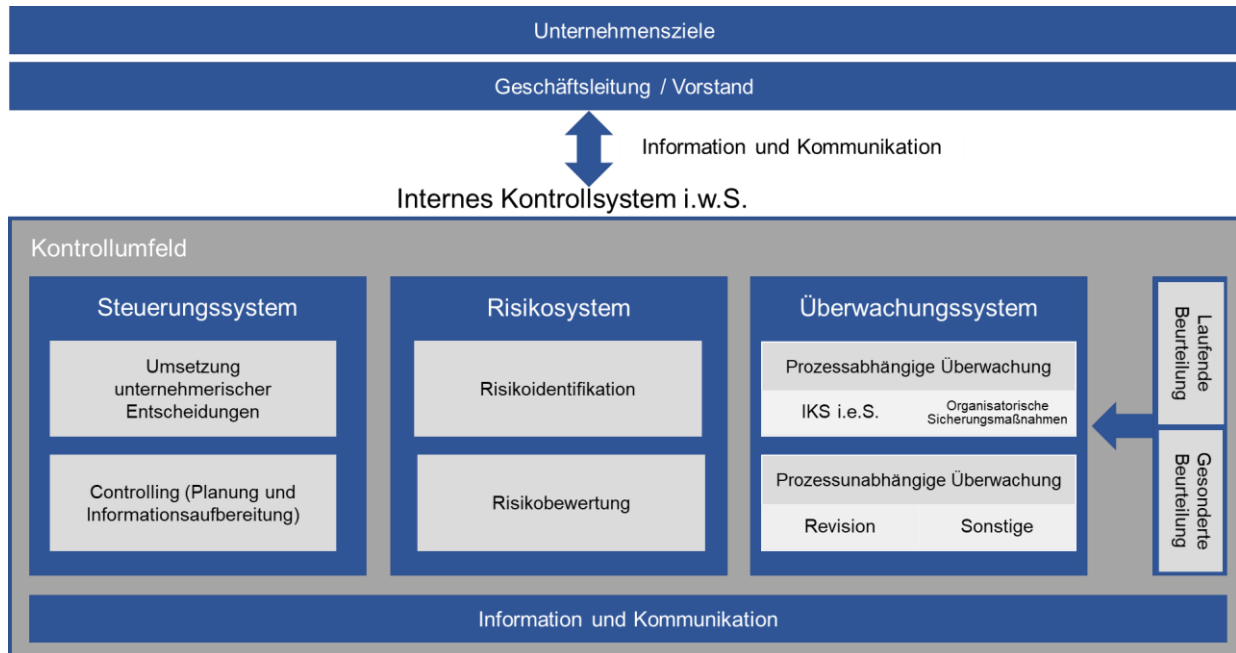 Unternehmensziele
Geschäftsleitung / Vorstand
Information und Kommunikation
Internes Kontrollsystem i.w.S.
Kontrollumfeld
Steuerungssystem
Umsetzung
unternehmerischer
Entscheidungen
Controlling (Planung und
Informationsaufbereitung)
Risikosystem
Risikoidentifikation
Risikobewertung
Überwachungssystem
Prozessabhängige Überwachung
IKS i.e.S.
Organisatorische
Sicherungsmaßnahmen
Prozessunabhängige Überwachung
Revision
Sonstige
Laufende
Beurteilung
Gesonderte
Beurteilung
Information und Kommunikation